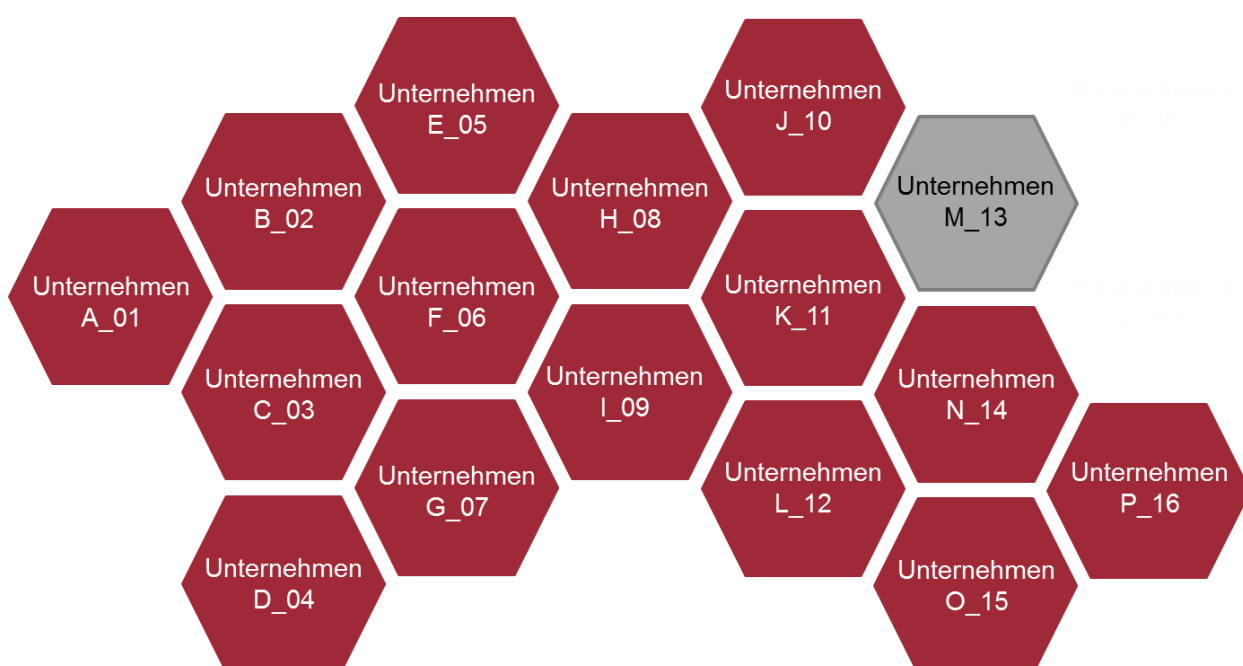 Unternehmen
A_01
Unternehmen
B_02
Unternehmen
C_03
Unternehmen
D_04
Unternehmen
E_05
Unternehmen
F_06
Unternehmen
G_07
Unternehmen
H_08
Unternehmen
I_09
Unternehmen
J_10
Unternehmen
K_11
Unternehmen
L_12
Unternehmen
M_13
Unternehmen
N_14
Unternehmen
O_15
Unternehmen
P_16